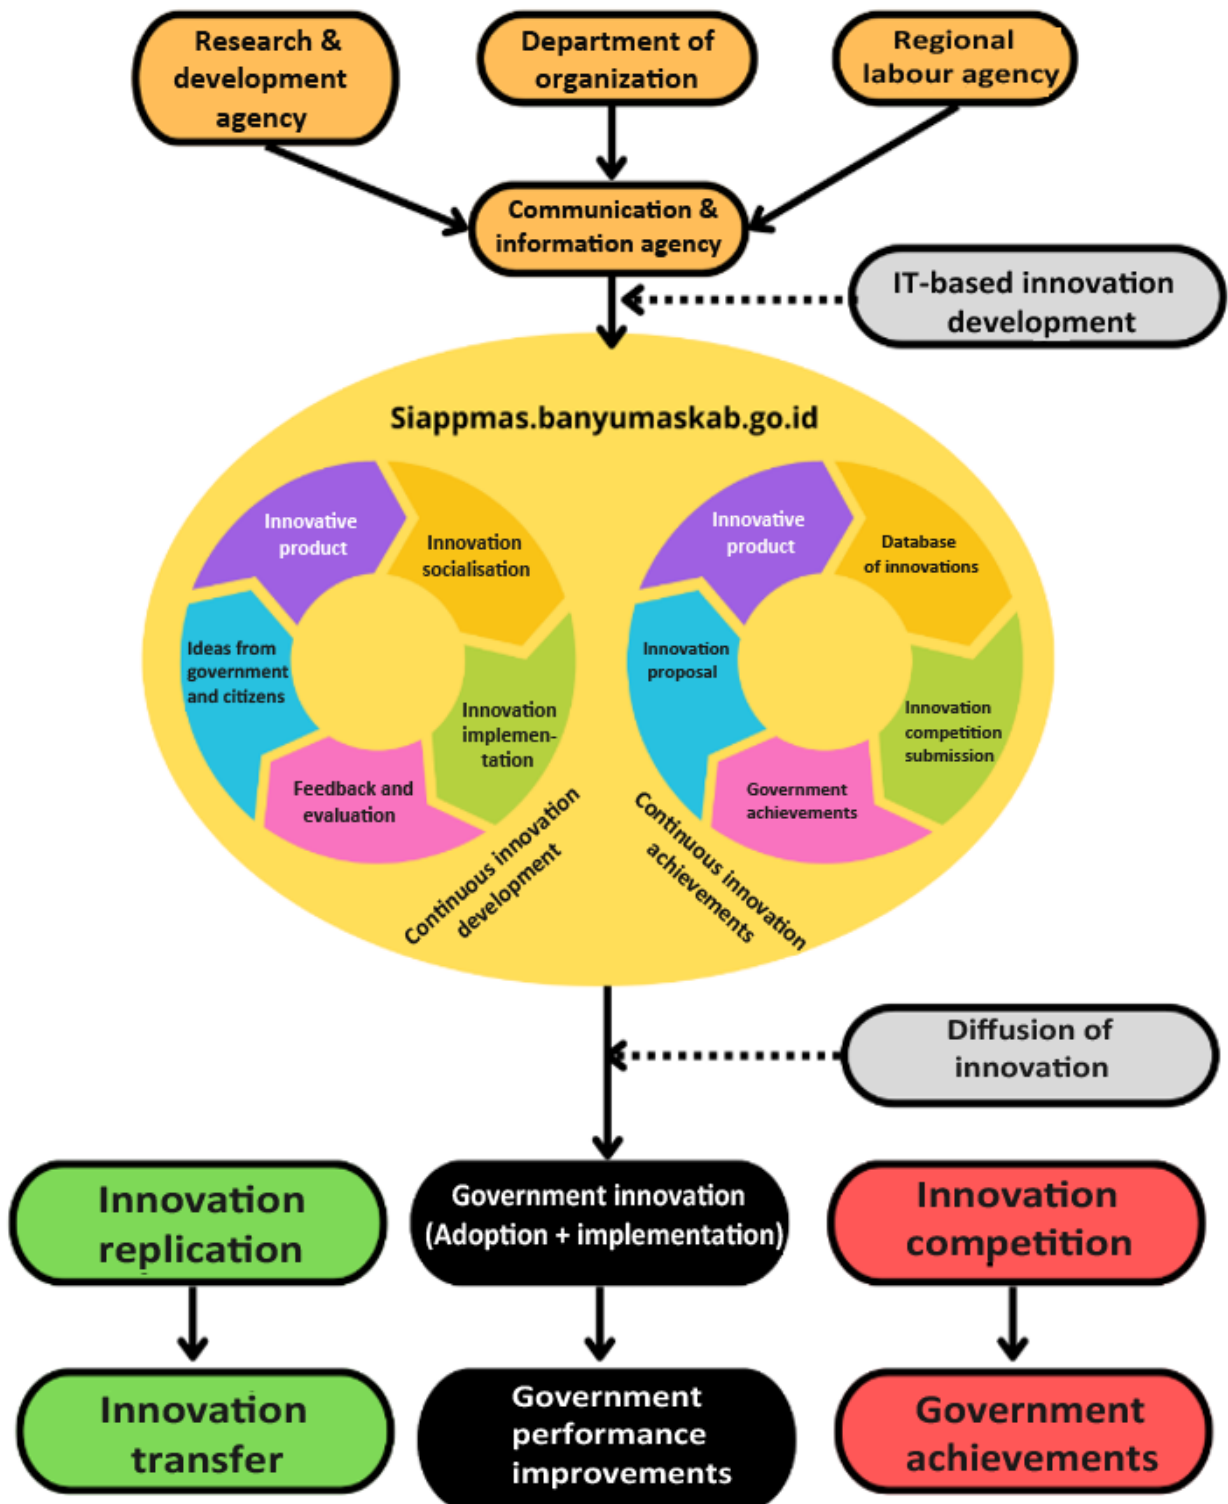 Research &
development
agency
Department of
organization
Regional
labour agency
Communication &
information agency
IT-based innovation
development
Siappmas.banyumaskab.go.id
Innovative
product
Innovation
socialisation
Innovation
implemen-
tation
Feedback and
evaluation
Ideas from
government
and citizens
Continuous innovation
development
Innovative
product
Database
of innovations
Innovation
competition
submission
Government
achievements
Innovation
proposal
Continuous innovation
achievements
Diffusion of
innovation
Innovation
replication
Government innovation
(Adoption + implementation)
Innovation
competition
Innovation
transfer
Government
performance
improvements
Government
achievements